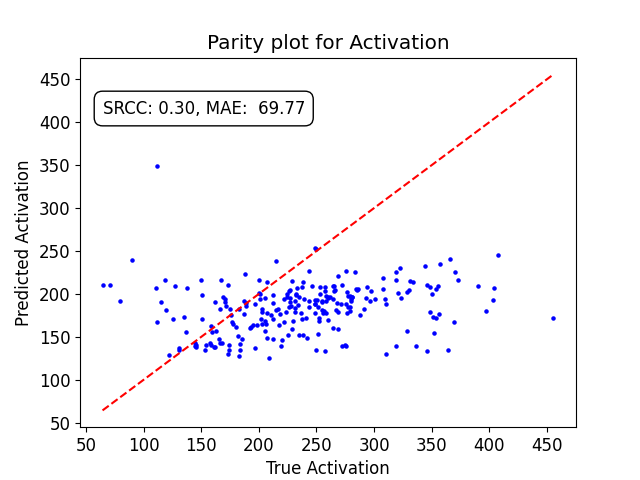 Parity plot for Activation
SRCC: 0.30, MAE:  69.77
Predicted Activation
450
400
350
300
250
200
150
100
50
50 100 150 200 250 300 350 400 450
True Activation